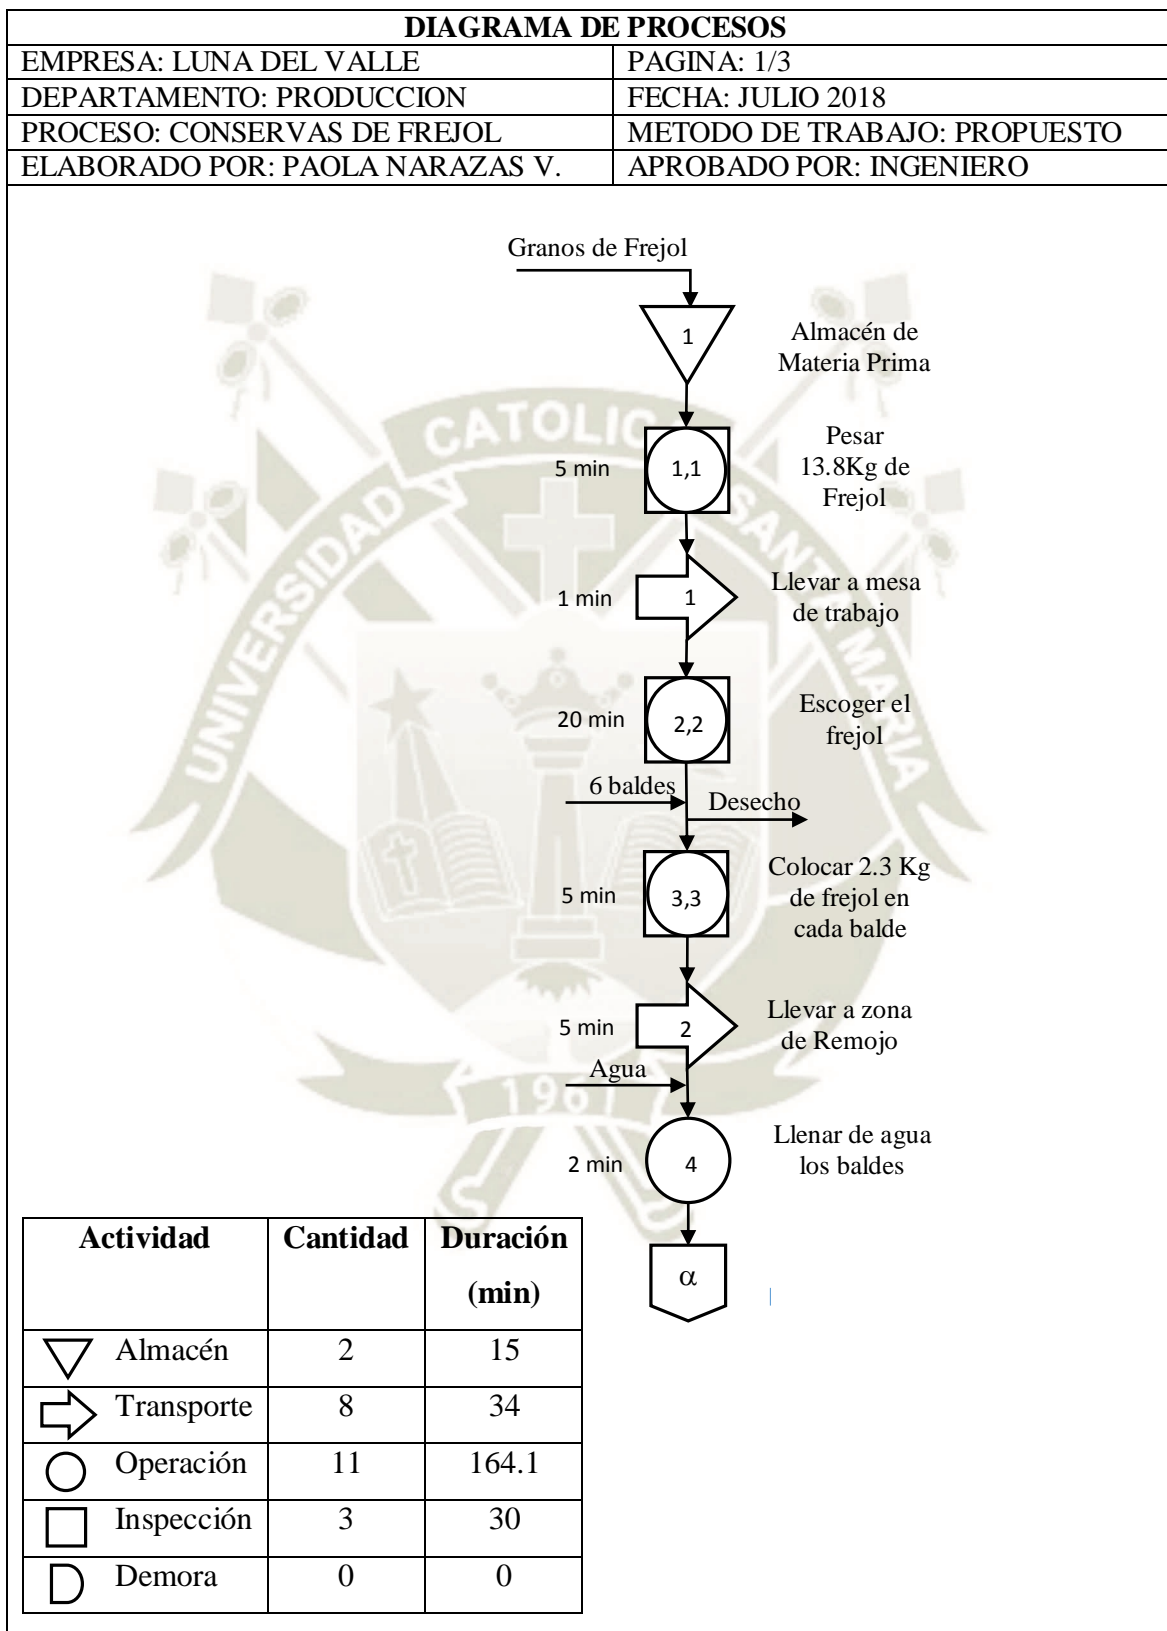 DIAGRAMA DE PROCESOS
EMPRESA: LUNA DEL VALLE
PAGINA: 1/3
DEPARTAMENTO: PRODUCCION
FECHA: JULIO 2018
PROCESO: CONSERVAS DE FREJOL
METODO DE TRABAJO: PROPUESTO
ELABORADO POR: PAOLA NARAZAS V.
APROBADO POR: INGENIERO
Granos de Frejol
1
Almacén de
Materia Prima
5 min
1,1
Pesar
13.8Kg de
Frejol
1 min
1
Llevar a mesa
de trabajo
20 min
2,2
Escoger el
frejol
6 baldes
Desecho
5 min
3,3
Colocar 2.3 Kg
de frejol en
cada balde
5 min
2
Llevar a zona
de Remojo
Agua
2 min
4
Llenar de agua
los baldes
α
UNIVERSIDAD CATOLICA SANTA MARIA
1961
Actividad Cantidad Duración
(min)
Almacén 2 15
Transporte 8 34
Operación 11 164.1
Inspección 3 30
Demora 0 0